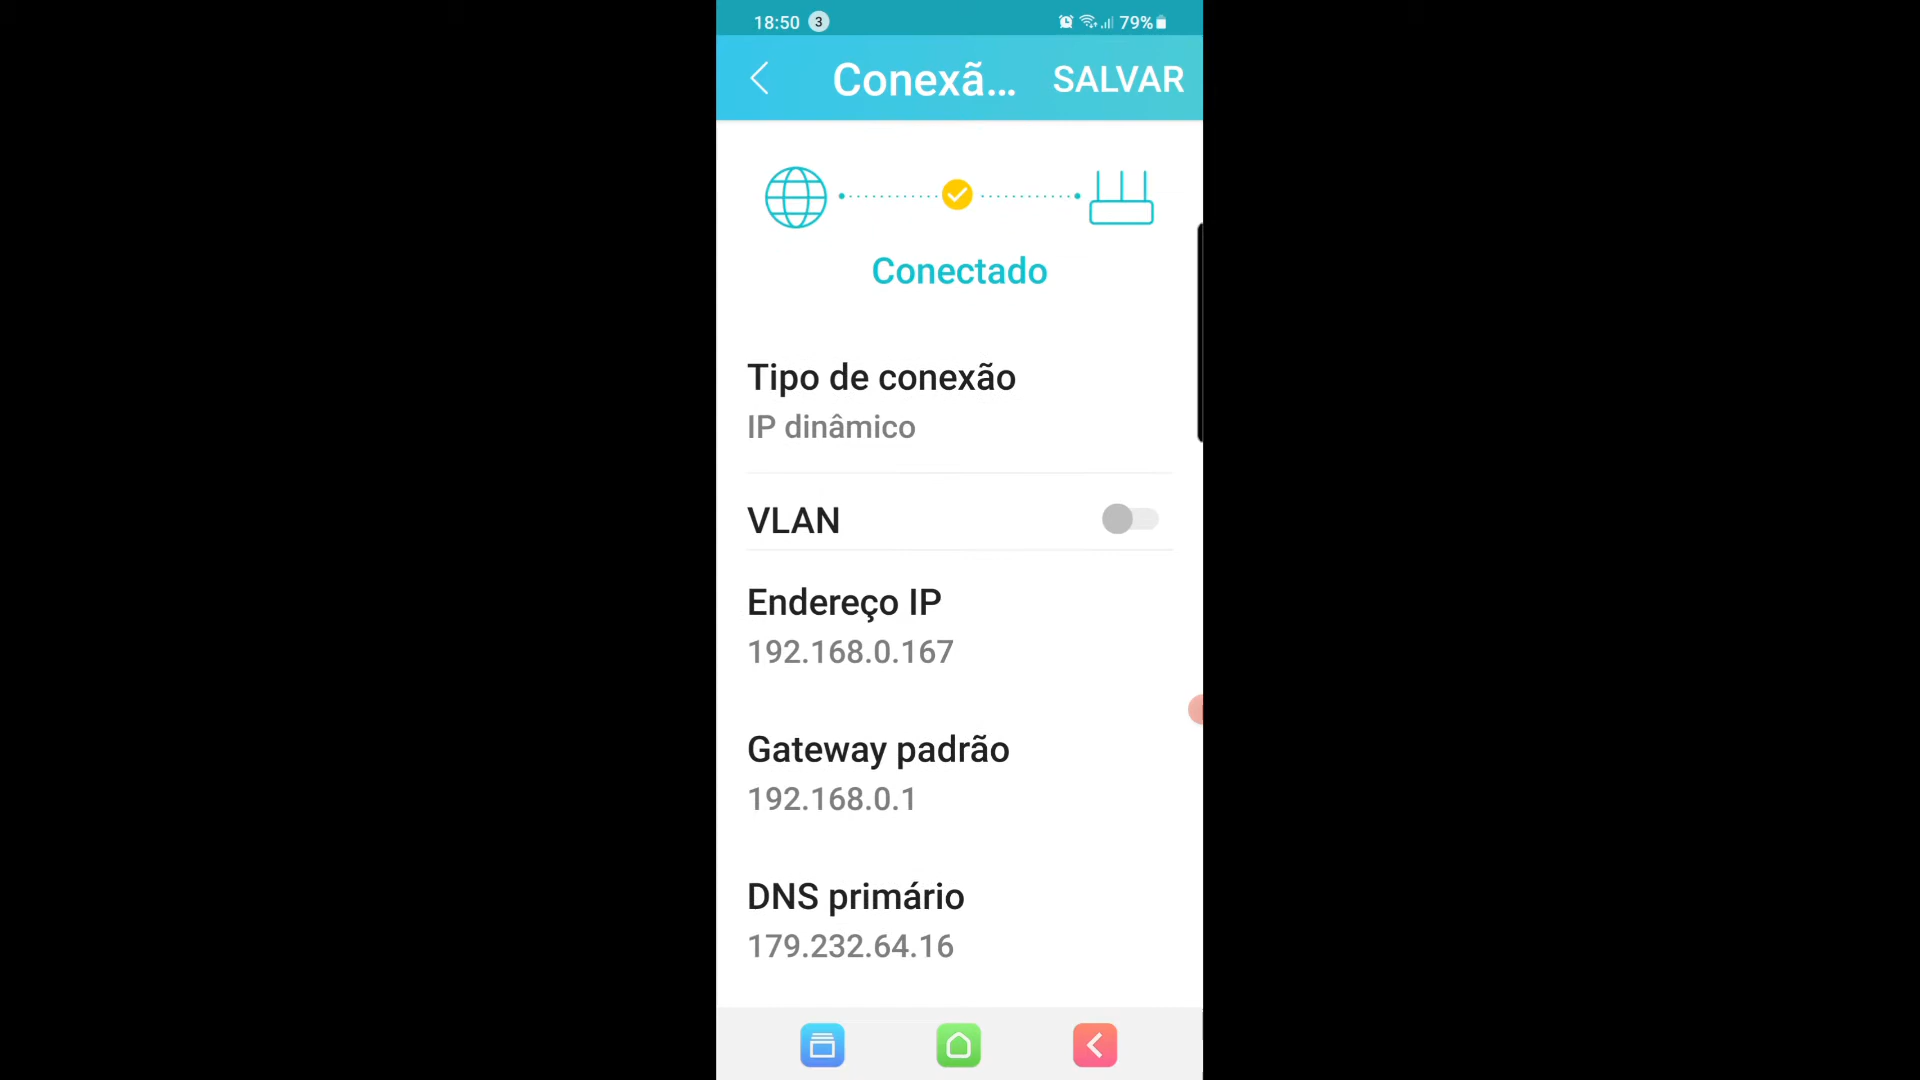 18:50 3 79%
Conexã... SALVAR
Conectado
Tipo de conexão
IP dinâmico
VLAN
Endereço IP
192.168.0.167
Gateway padrão
192.168.0.1
DNS primário
179.232.64.16